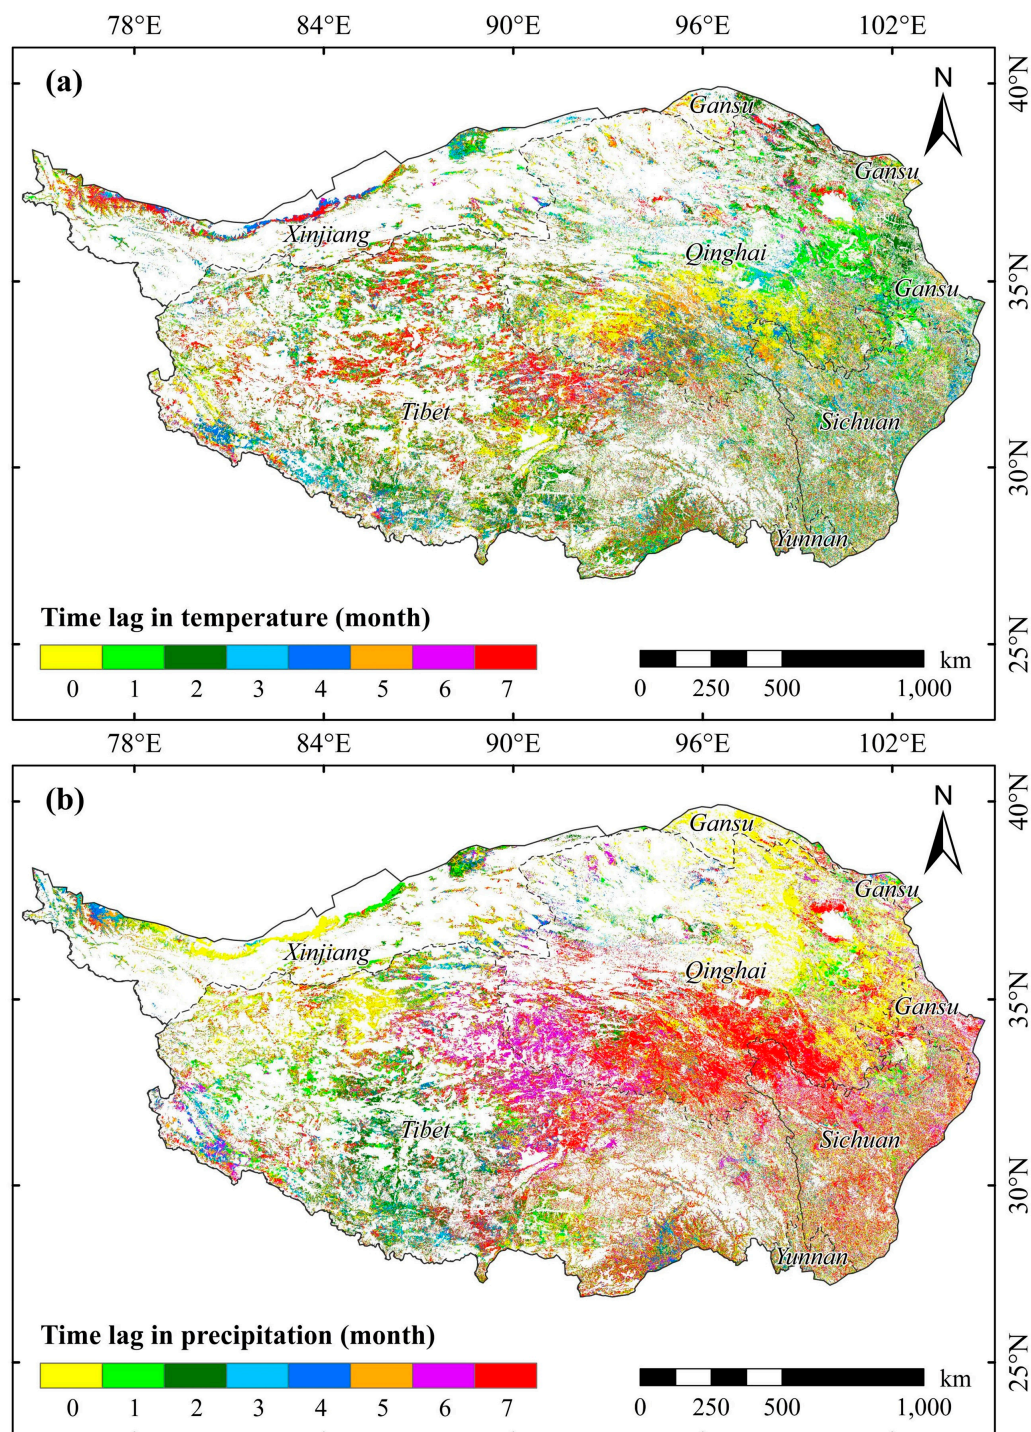 78°E 84°E 90°E 96°E 102°E
(a)
N
40°N
Gansu
Gansu
Xinjiang
Qinghai
35°N
Gansu
Tibet
Sichuan
30°N
Yunnan
Time lag in temperature (month)
0 1 2 3 4 5 6 7
km
0 250 500 1,000
25°N
78°E 84°E 90°E 96°E 102°E
(b)
N
40°N
Gansu
Gansu
Xinjiang
Qinghai
35°N
Gansu
Tibet
Sichuan
30°N
Yunnan
Time lag in precipitation (month)
0 1 2 3 4 5 6 7
km
0 250 500 1,000
25°N